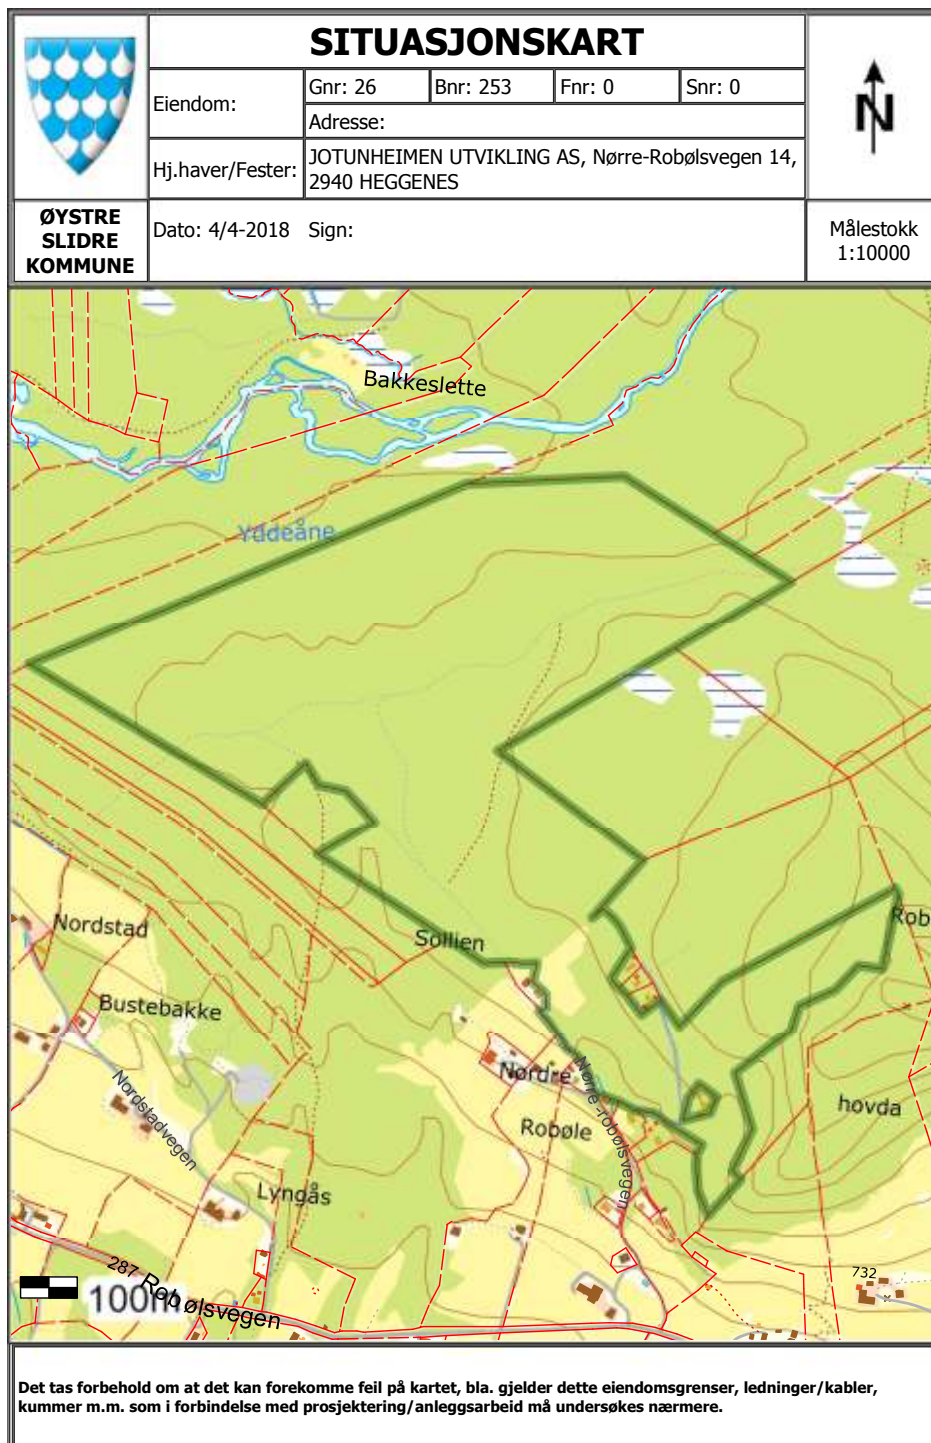 SITUASJONSKART
Eiendom:
Gnr: 26
Bnr: 253
Fnr: 0
Snr: 0
Adresse:
Hj.haver/Fester:
JOTUNHEIMEN UTVIKLING AS, Nørre-Robølsvegen 14,
2940 HEGGENES
N
ØYSTRE
SLIDRE
KOMMUNE
Dato: 4/4-2018 Sign:
Målestokk
1:10000
Bakkeslette
Yddeåne
Nordstad
Sollien
Rob
Bustebakke
Nordstadvegen
Nørdre
Robøle
Nørre-robølsvegen
hovda
Lyngås
287
Robølsvegen
732
100m
Det tas forbehold om at det kan forekomme feil på kartet, bla. gjelder dette eiendomsgrenser, ledninger/kabler,
kummer m.m. som i forbindelse med prosjektering/anleggsarbeid må undersøkes nærmere.